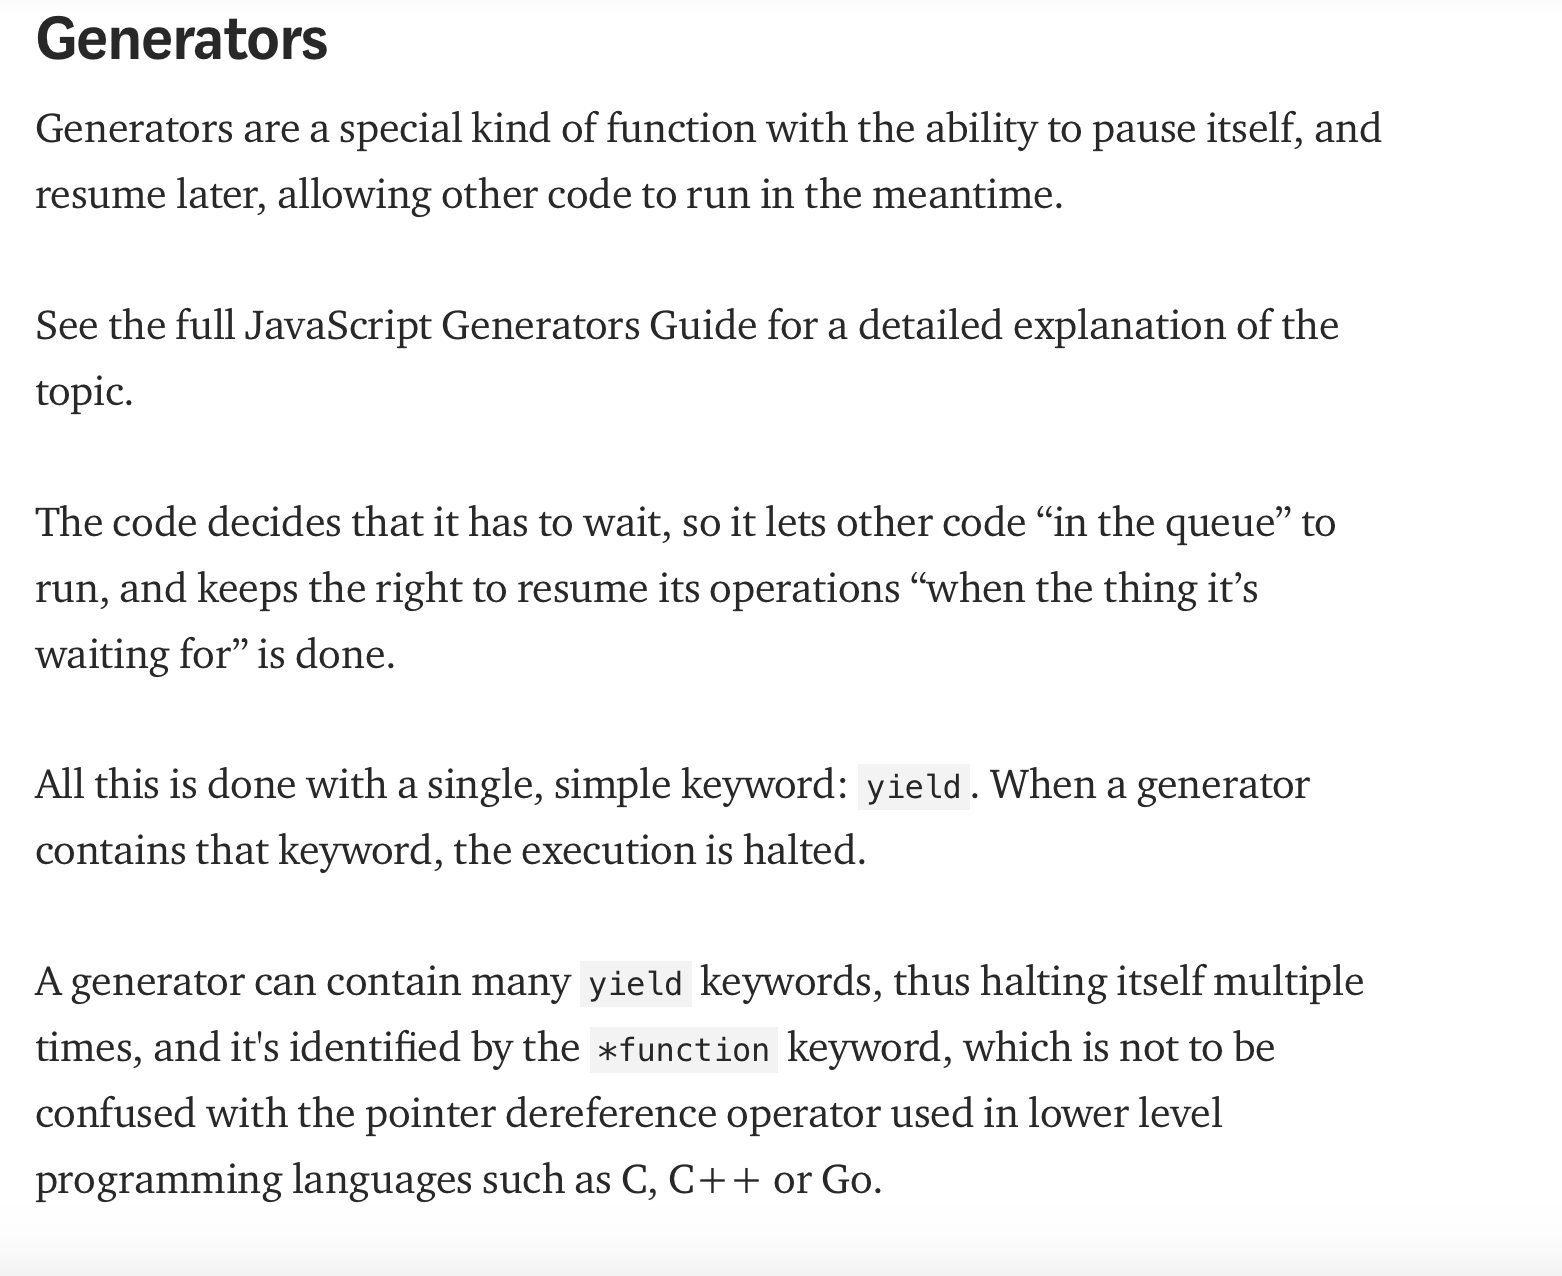 Generators
Generators are a special kind of function with the ability to pause itself, and
resume later, allowing other code to run in the meantime.
See the full JavaScript Generators Guide for a detailed explanation of the
topic.
The code decides that it has to wait, so it lets other code “in the queue” to
run, and keeps the right to resume its operations “when the thing it’s
waiting for” is done.
All this is done with a single, simple keyword: yield. When a generator
contains that keyword, the execution is halted.
A generator can contain many yield keywords, thus halting itself multiple
times, and it's identified by the *function keyword, which is not to be
confused with the pointer dereference operator used in lower level
programming languages such as C, C++ or Go.